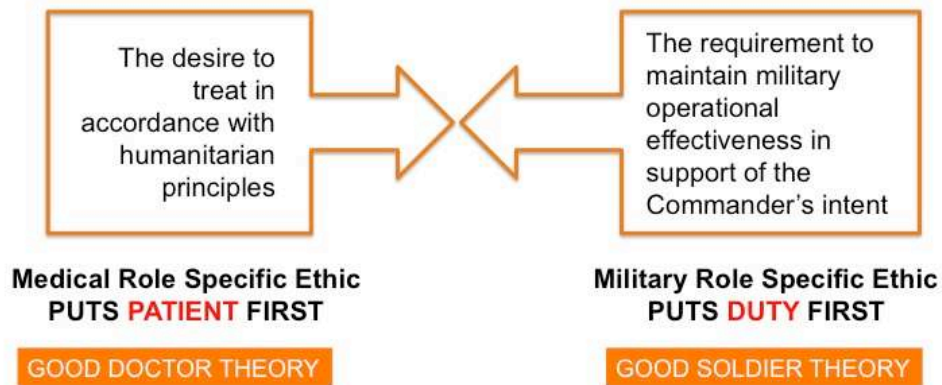 The desire to
treat in
accordance with
humanitarian
principles
The requirement to
maintain military
operational
effectiveness in
support of the
Commander's intent
Medical Role Specific Ethic
PUTS PATIENT FIRST
Military Role Specific Ethic
PUTS DUTY FIRST
GOOD DOCTOR THEORY
GOOD SOLDIER THEORY